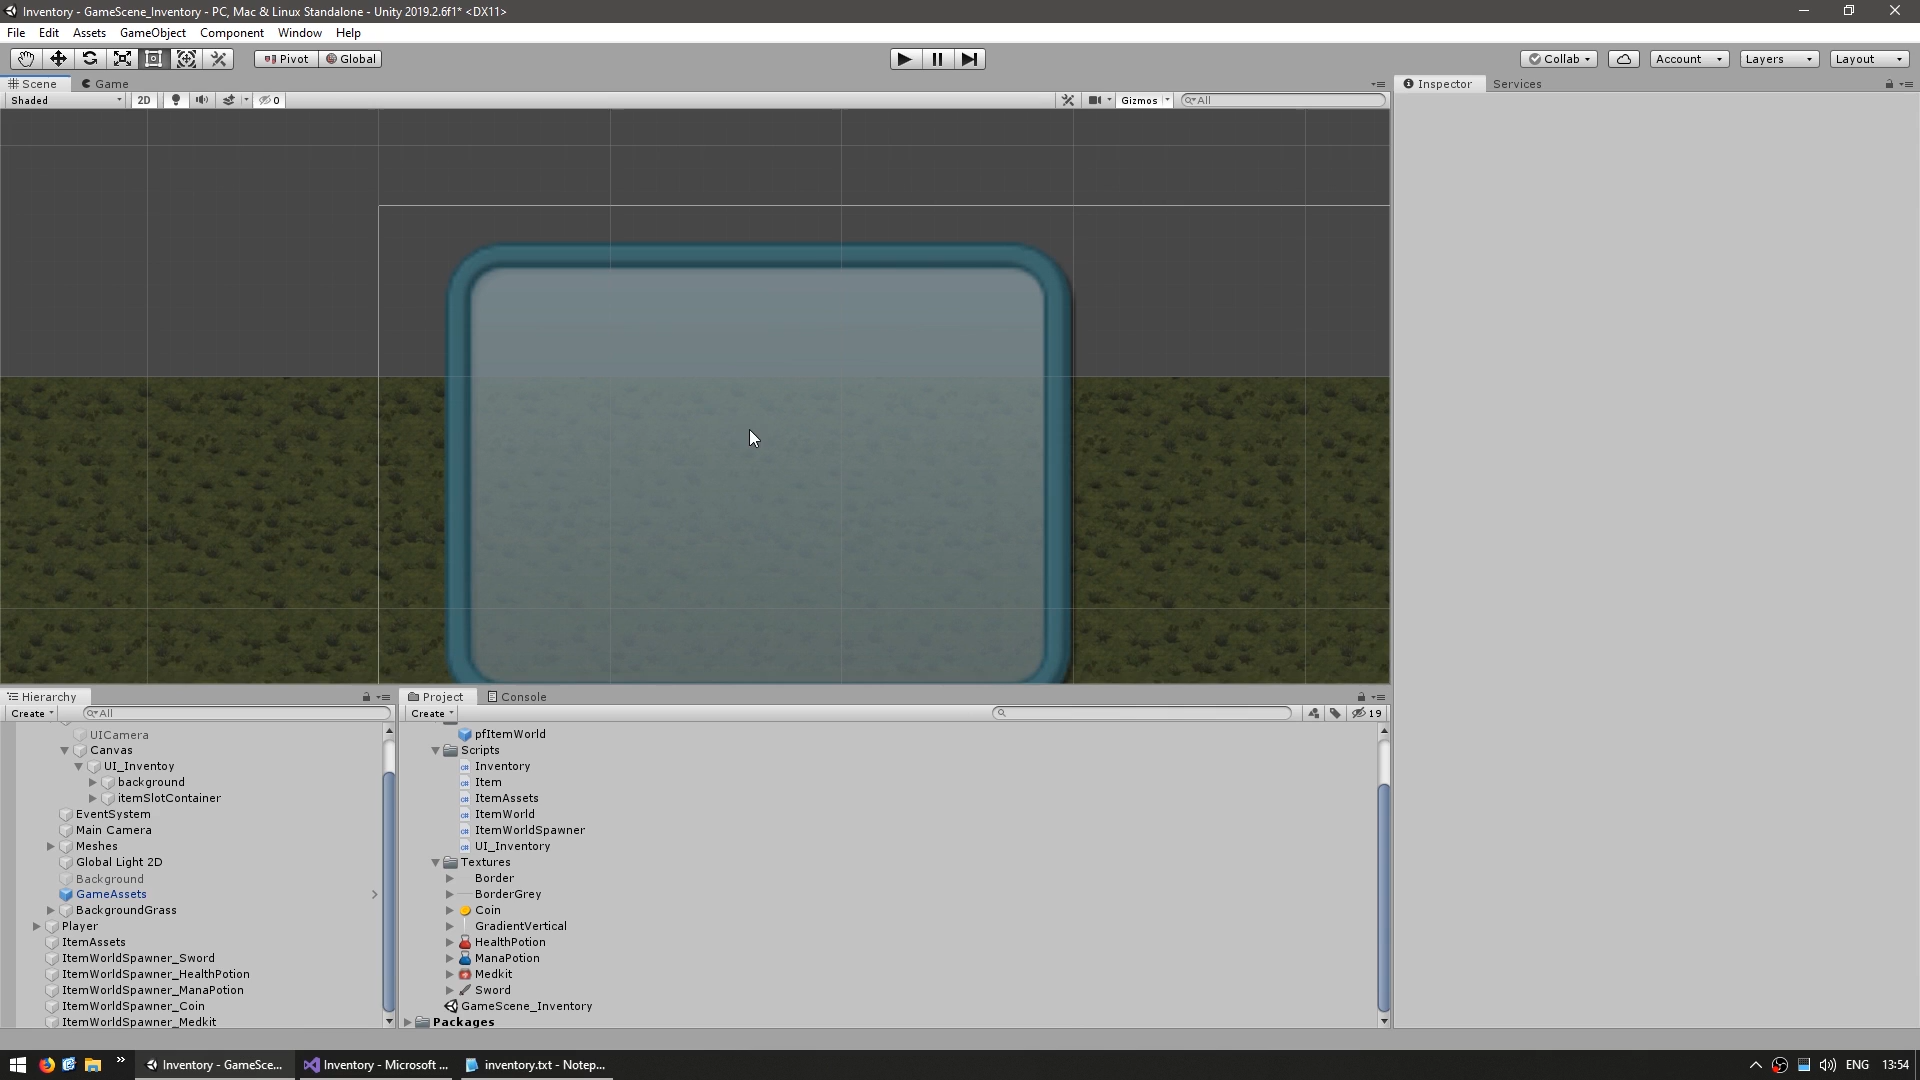 Inventory - GameScene_Inventory - PC, Mac & Linux Standalone - Unity 2019.2.6f1* <DX11>
File Edit Assets GameObject Component Window Help
Pivot Global Collab Account Layers Layout
Scene Game Inspector Services
Shaded 2D 0 Gizmos All
Hierarchy Project Console
Create All Create 19
UICamera
Canvas
UI_Inventoy
background
itemSlotContainer
EventSystem
Main Camera
Meshes
Global Light 2D
Background
GameAssets
BackgroundGrass
Player
ItemAssets
ItemWorldSpawner_Sword
ItemWorldSpawner_HealthPotion
ItemWorldSpawner_ManaPotion
ItemWorldSpawner_Coin
ItemWorldSpawner_Medkit
pfItemWorld
Scripts
Inventory
Item
ItemAssets
ItemWorld
ItemWorldSpawner
UI_Inventory
Textures
Border
BorderGrey
Coin
GradientVertical
HealthPotion
ManaPotion
Medkit
Sword
GameScene_Inventory
Packages
Inventory - GameSce... Inventory - Microsoft ... inventory.txt - Notep... ENG 13:54